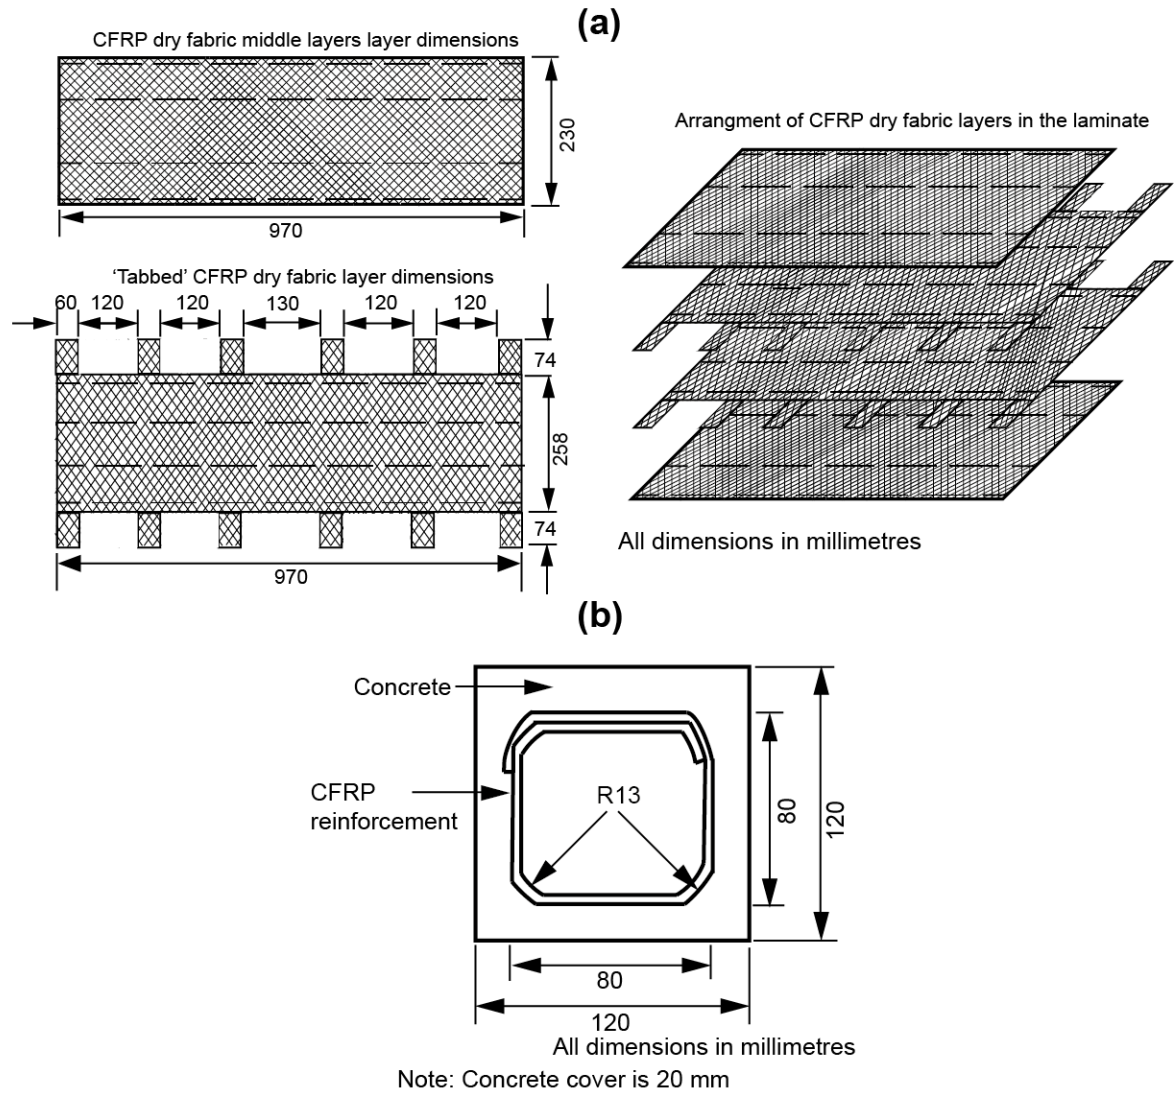 (a)
CFRP dry fabric middle layers layer dimensions
230
970
Arrangment of CFRP dry fabric layers in the laminate
‘Tabbed’ CFRP dry fabric layer dimensions
60 120 120 130 120 120
74
258
74
970
All dimensions in millimetres
(b)
Concrete
CFRP
reinforcement
R13
80
120
80
120
All dimensions in millimetres
Note: Concrete cover is 20 mm